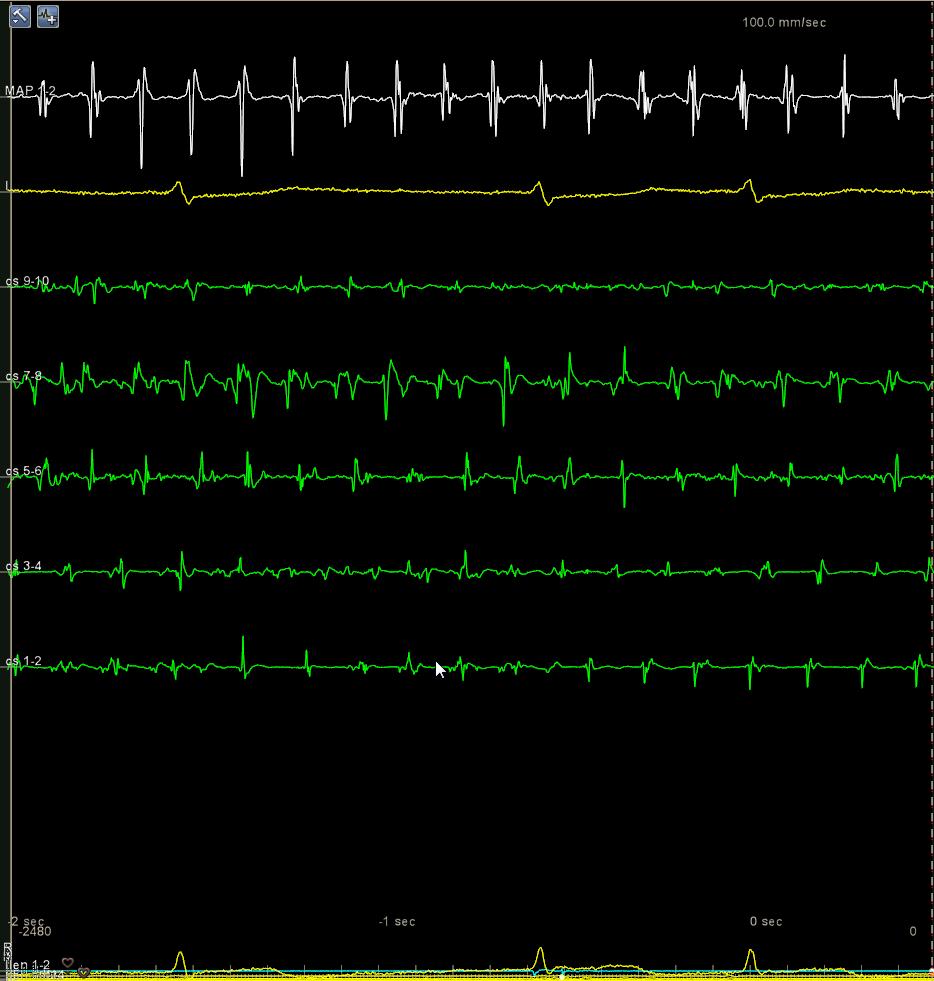 100.0 mm/sec
MAP 1-2
I
cs 9-10
cs 7-8
cs 5-6
cs 3-4
cs 1-2
-2 sec
-1 sec
0 sec
-2480
0